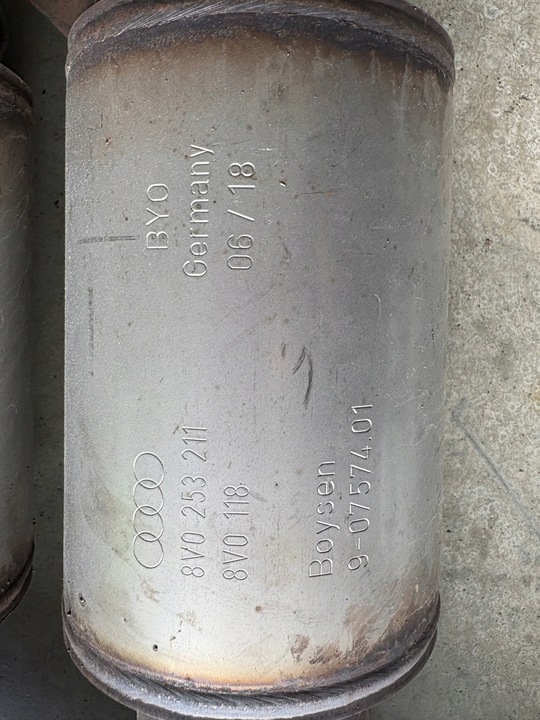 BYO
Germany
06/18
8V0 253 211
8V0 118
Boysen
9-07574.01